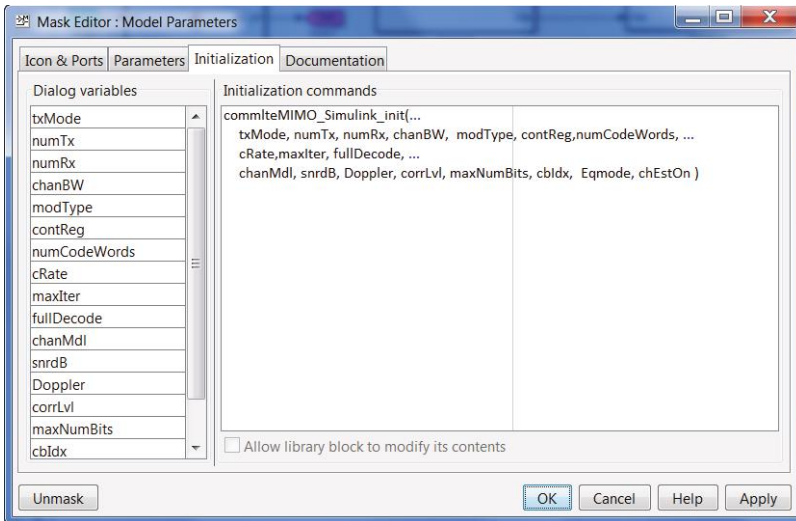 Mask Editor : Model Parameters
Icon & Ports Parameters Initialization Documentation
Dialog variables
txMode
numTx
numRx
chanBW
modType
contReg
numCodeWords
cRate
maxIter
fullDecode
chanMdl
snrdB
Doppler
corrLvl
maxNumBits
cbIdx
Initialization commands
commlteMIMO_Simulink_init(...
txMode, numTx, numRx, chanBW, modType, contReg,numCodeWords, ...
cRate,maxIter, fullDecode, ...
chanMdl, snrdB, Doppler, corrLvl, maxNumBits, cbIdx, Eqmode, chEstOn )
Allow library block to modify its contents
Unmask OK Cancel Help Apply